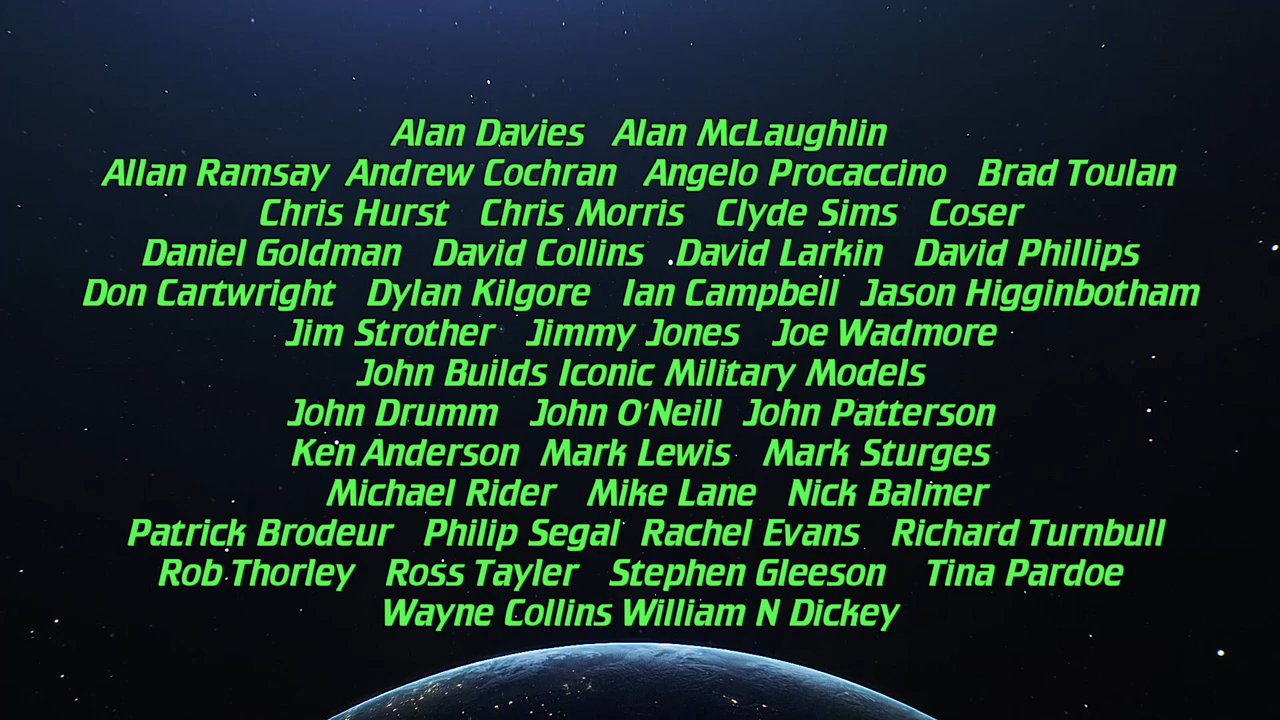 Alan Davies Alan McLaughlin
Allan Ramsay Andrew Cochran Angelo Procaccino Brad Toulan
Chris Hurst Chris Morris Clyde Sims Coser
Daniel Goldman David Collins David Larkin David Phillips
Don Cartwright Dylan Kilgore Ian Campbell Jason Higginbotham
Jim Strother Jimmy Jones Joe Wadmore
John Builds Iconic Military Models
John Drumm John O'Neill John Patterson
Ken Anderson Mark Lewis Mark Sturges
Michael Rider Mike Lane Nick Balmer
Patrick Brodeur Philip Segal Rachel Evans Richard Turnbull
Rob Thorley Ross Tayler Stephen Gleeson Tina Pardoe
Wayne Collins William N Dickey